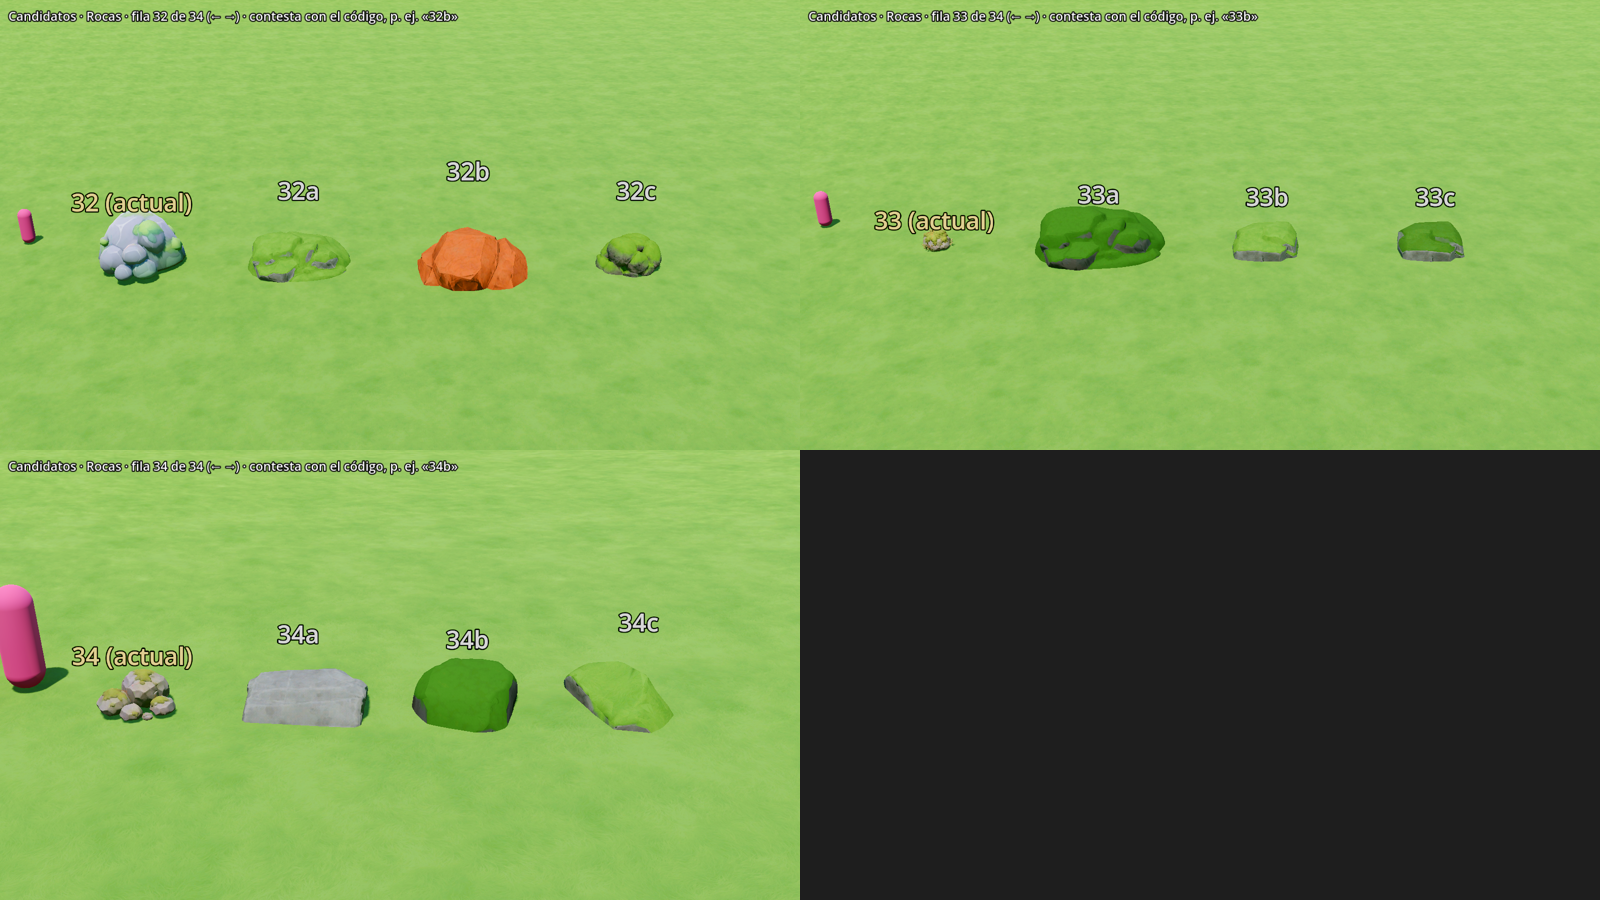 Candidatos · Rocas · fila 32 de 34 (← →) · contesta con el código, p. ej. «32b»
32 (actual)
32a
32b
32c
Candidatos · Rocas · fila 33 de 34 (← →) · contesta con el código, p. ej. «33b»
33 (actual)
33a
33b
33c
Candidatos · Rocas · fila 34 de 34 (← →) · contesta con el código, p. ej. «34b»
34 (actual)
34a
34b
34c